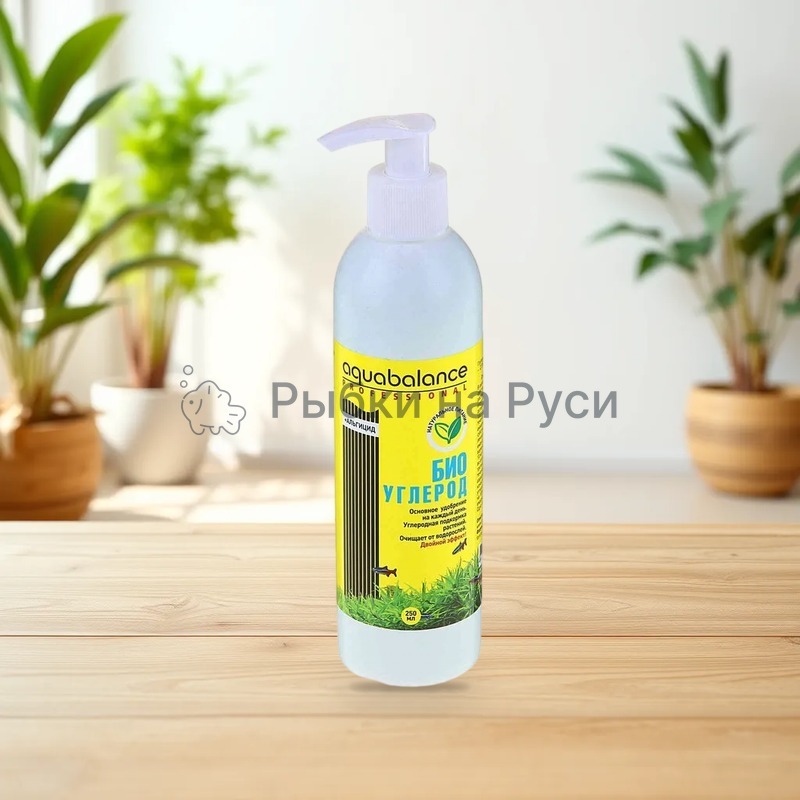 aquabalance
PROFESSIONAL
Рыбки на Руси
+АЛЬГИЦИД
НАТУРАЛЬНОЕ ПИТАНИЕ
БИО
УГЛЕРОД
Основное удобрение
на каждый день.
Углеродная подкормка
растений.
Очищает от водорослей.
Двойной эффект!
250
МЛ